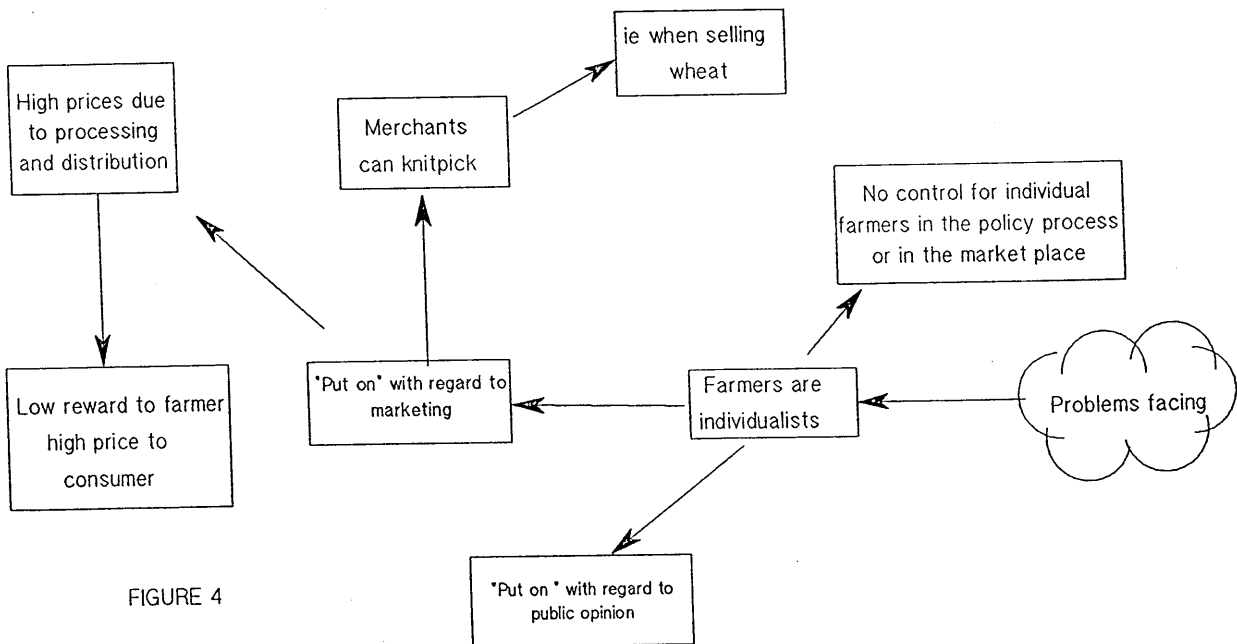 ie when selling
wheat
High prices due
to processing
and distribution
Merchants
can knitpick
No control for individual
farmers in the policy process
or in the market place
"Put on" with regard to
marketing
Farmers are
individualists
Problems facing
Low reward to farmer
high price to
consumer
"Put on " with regard to
public opinion
FIGURE 4